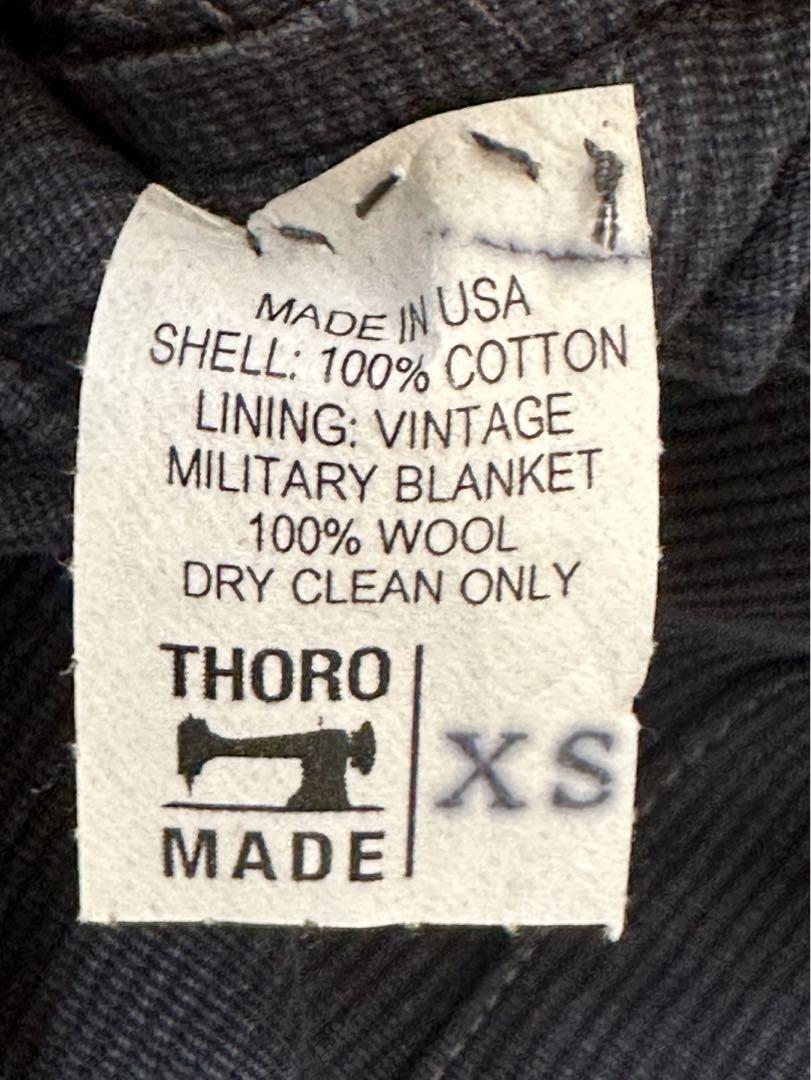 MADE IN USA
SHELL: 100% COTTON
LINING: VINTAGE
MILITARY BLANKET
100% WOOL
DRY CLEAN ONLY
THORO
MADE
XS